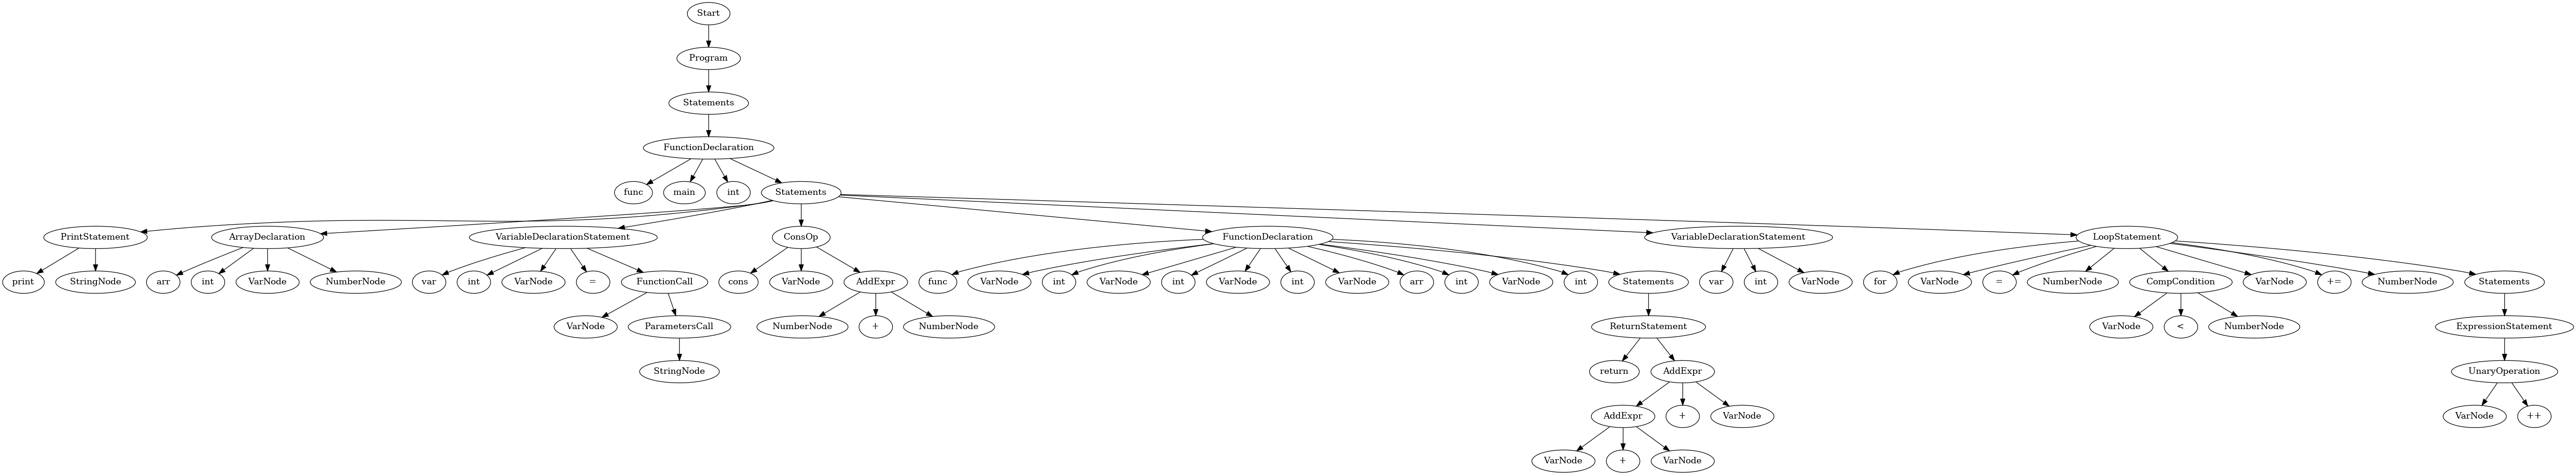 Start
Program
Statements
FunctionDeclaration
func main int Statements
PrintStatement ArrayDeclaration VariableDeclarationStatement ConsOp FunctionDeclaration VariableDeclarationStatement LoopStatement
print StringNode arr int VarNode NumberNode var int VarNode = FunctionCall cons VarNode AddExpr func VarNode int VarNode int VarNode int VarNode arr int VarNode int Statements var int VarNode for VarNode = NumberNode CompCondition VarNode += NumberNode Statements
VarNode ParametersCall NumberNode + NumberNode ReturnStatement VarNode < NumberNode ExpressionStatement
StringNode return AddExpr UnaryOperation
AddExpr + VarNode VarNode ++
VarNode + VarNode